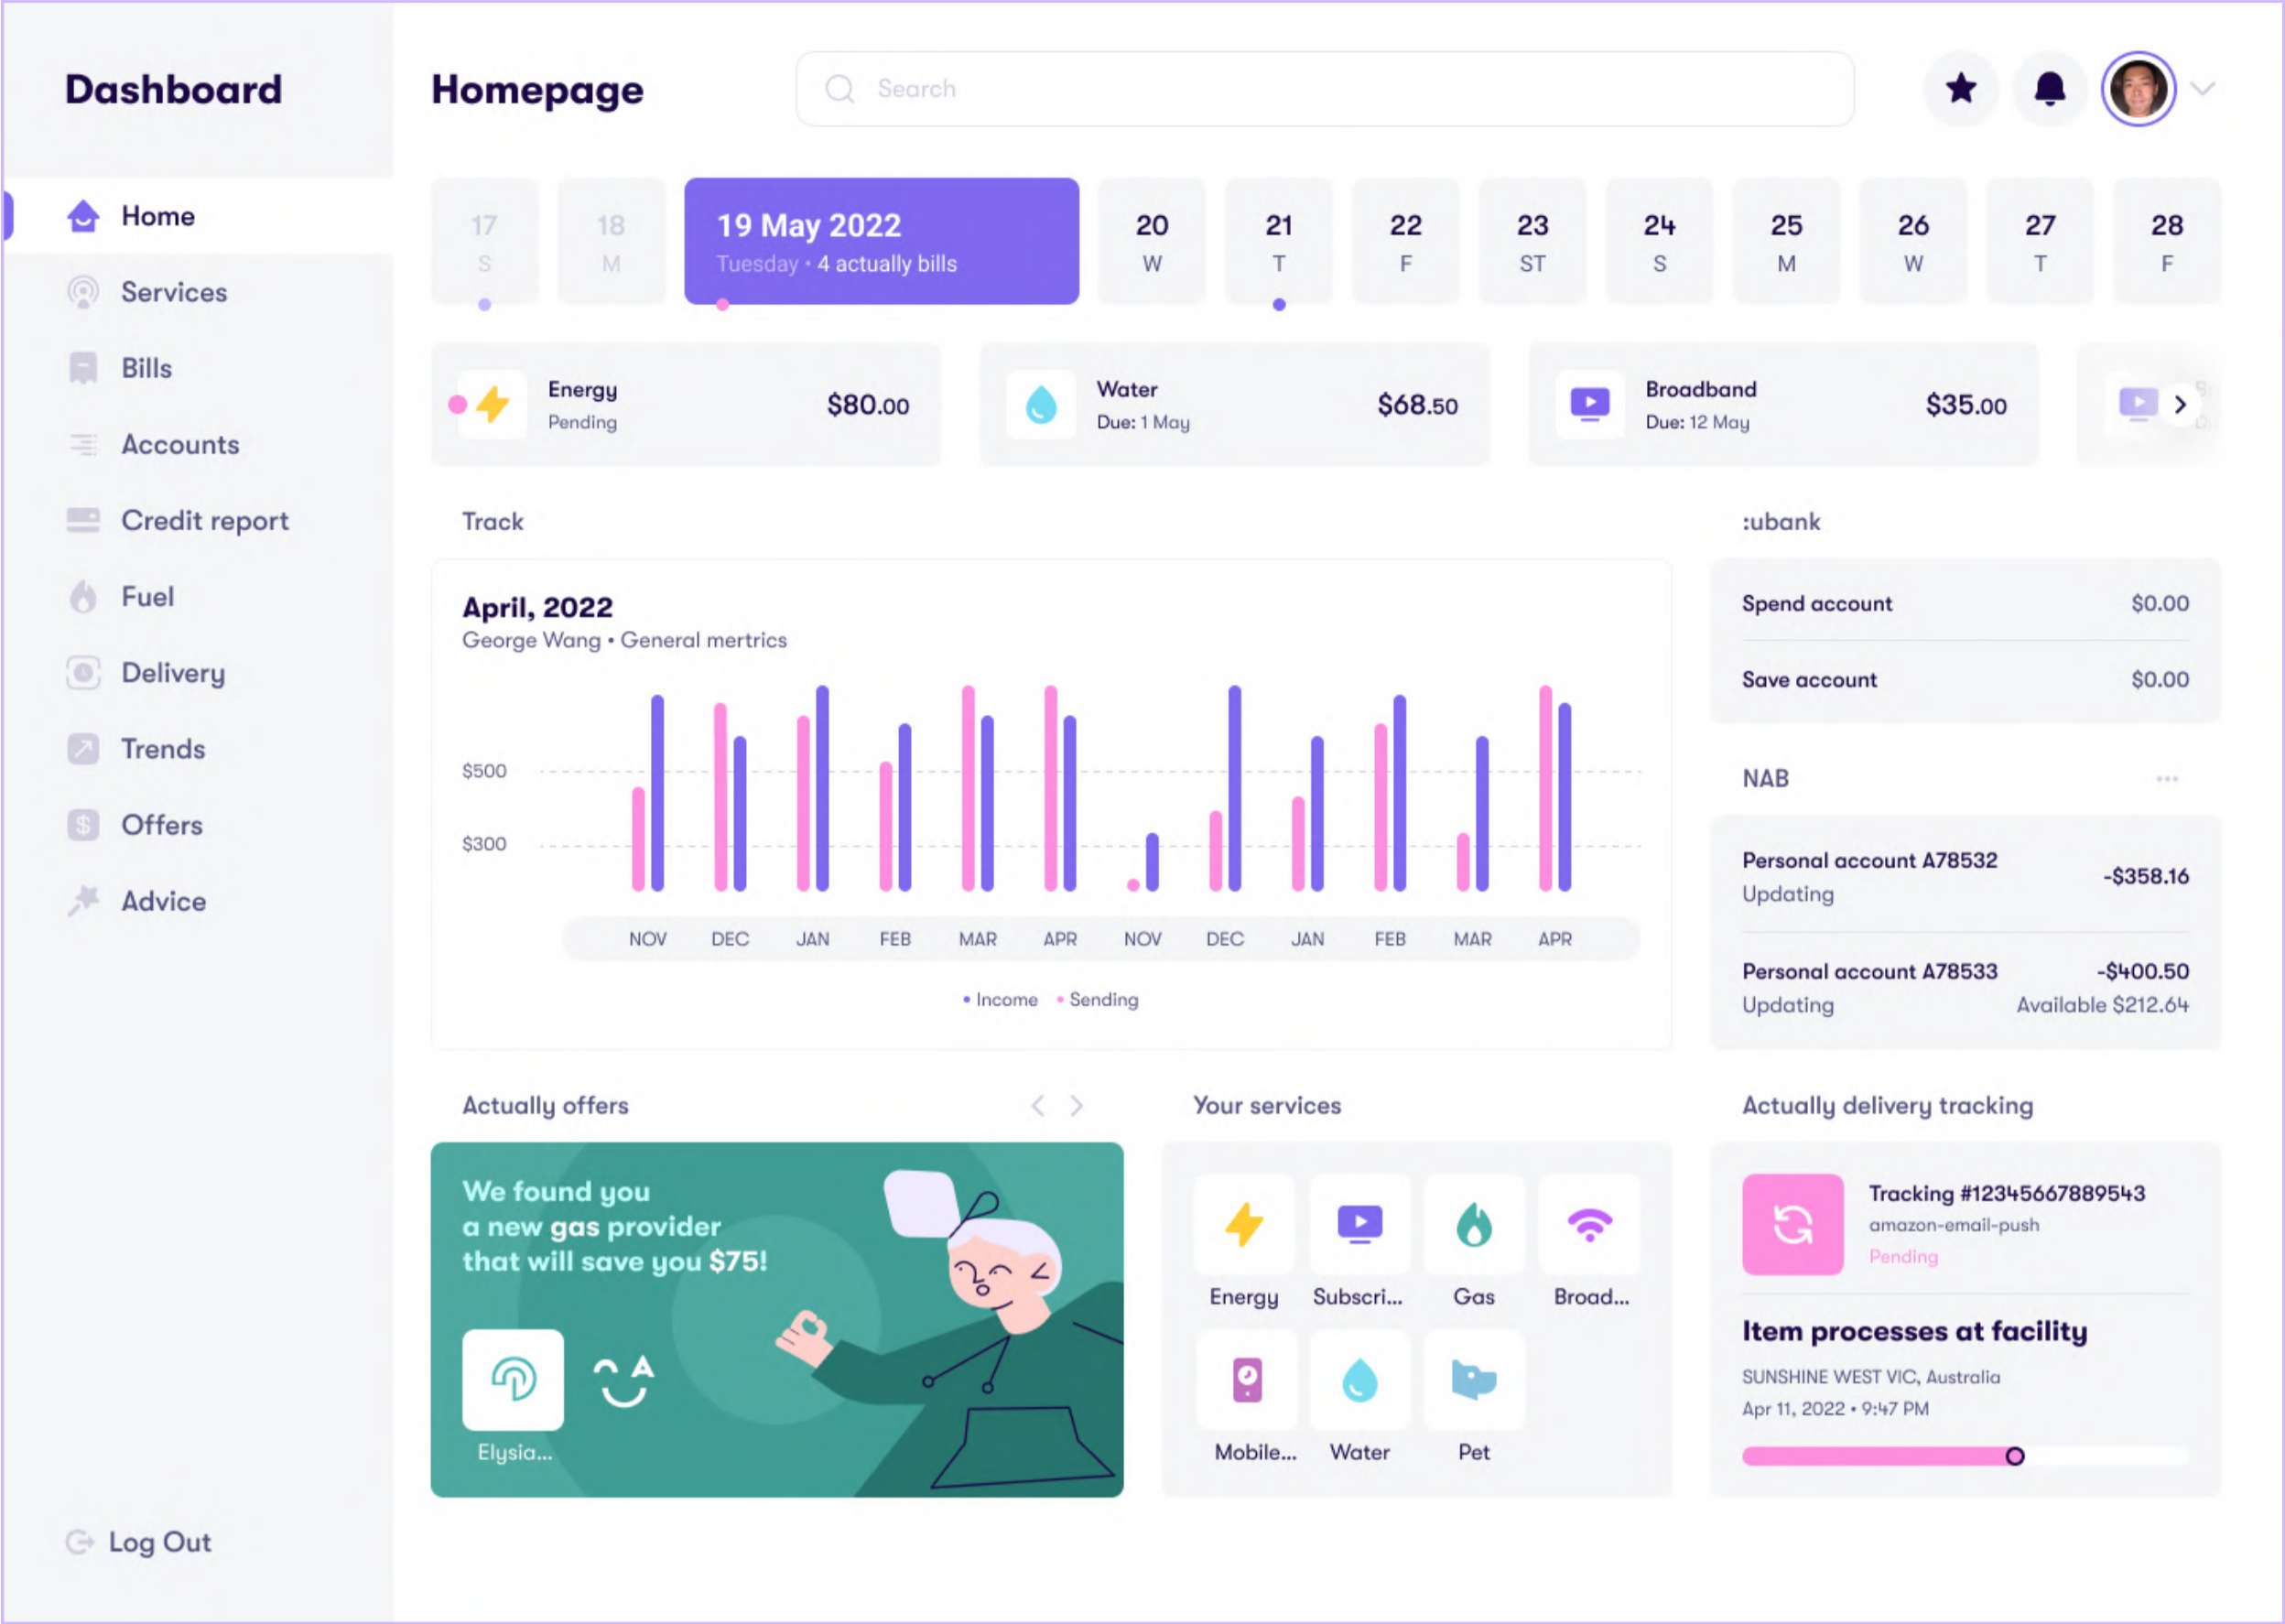 Dashboard
Home
Services
Bills
Accounts
Credit report
Fuel
Delivery
Trends
Offers
Advice
Log Out
Homepage
Search
17
S
18
M
19 May 2022
Tuesday • 4 actually bills
20
W
21
T
22
F
23
ST
24
S
25
M
26
W
27
T
28
F
Energy
Pending
$80.00
Water
Due: 1 May
$68.50
Broadband
Due: 12 May
$35.00
Track
April, 2022
George Wang • General mertrics
$500
$300
NOV DEC JAN FEB MAR APR NOV DEC JAN FEB MAR APR
• Income • Sending
:ubank
Spend account $0.00
Save account $0.00
NAB
Personal account A78532
Updating
-$358.16
Personal account A78533 -$400.50
Updating Available $212.64
Actually offers
We found you
a new gas provider
that will save you $75!
Elysia...
Your services
Energy Subscri... Gas Broad...
Mobile... Water Pet
Actually delivery tracking
Tracking #12345667889543
amazon-email-push
Pending
Item processes at facility
SUNSHINE WEST VIC, Australia
Apr 11, 2022 • 9:47 PM